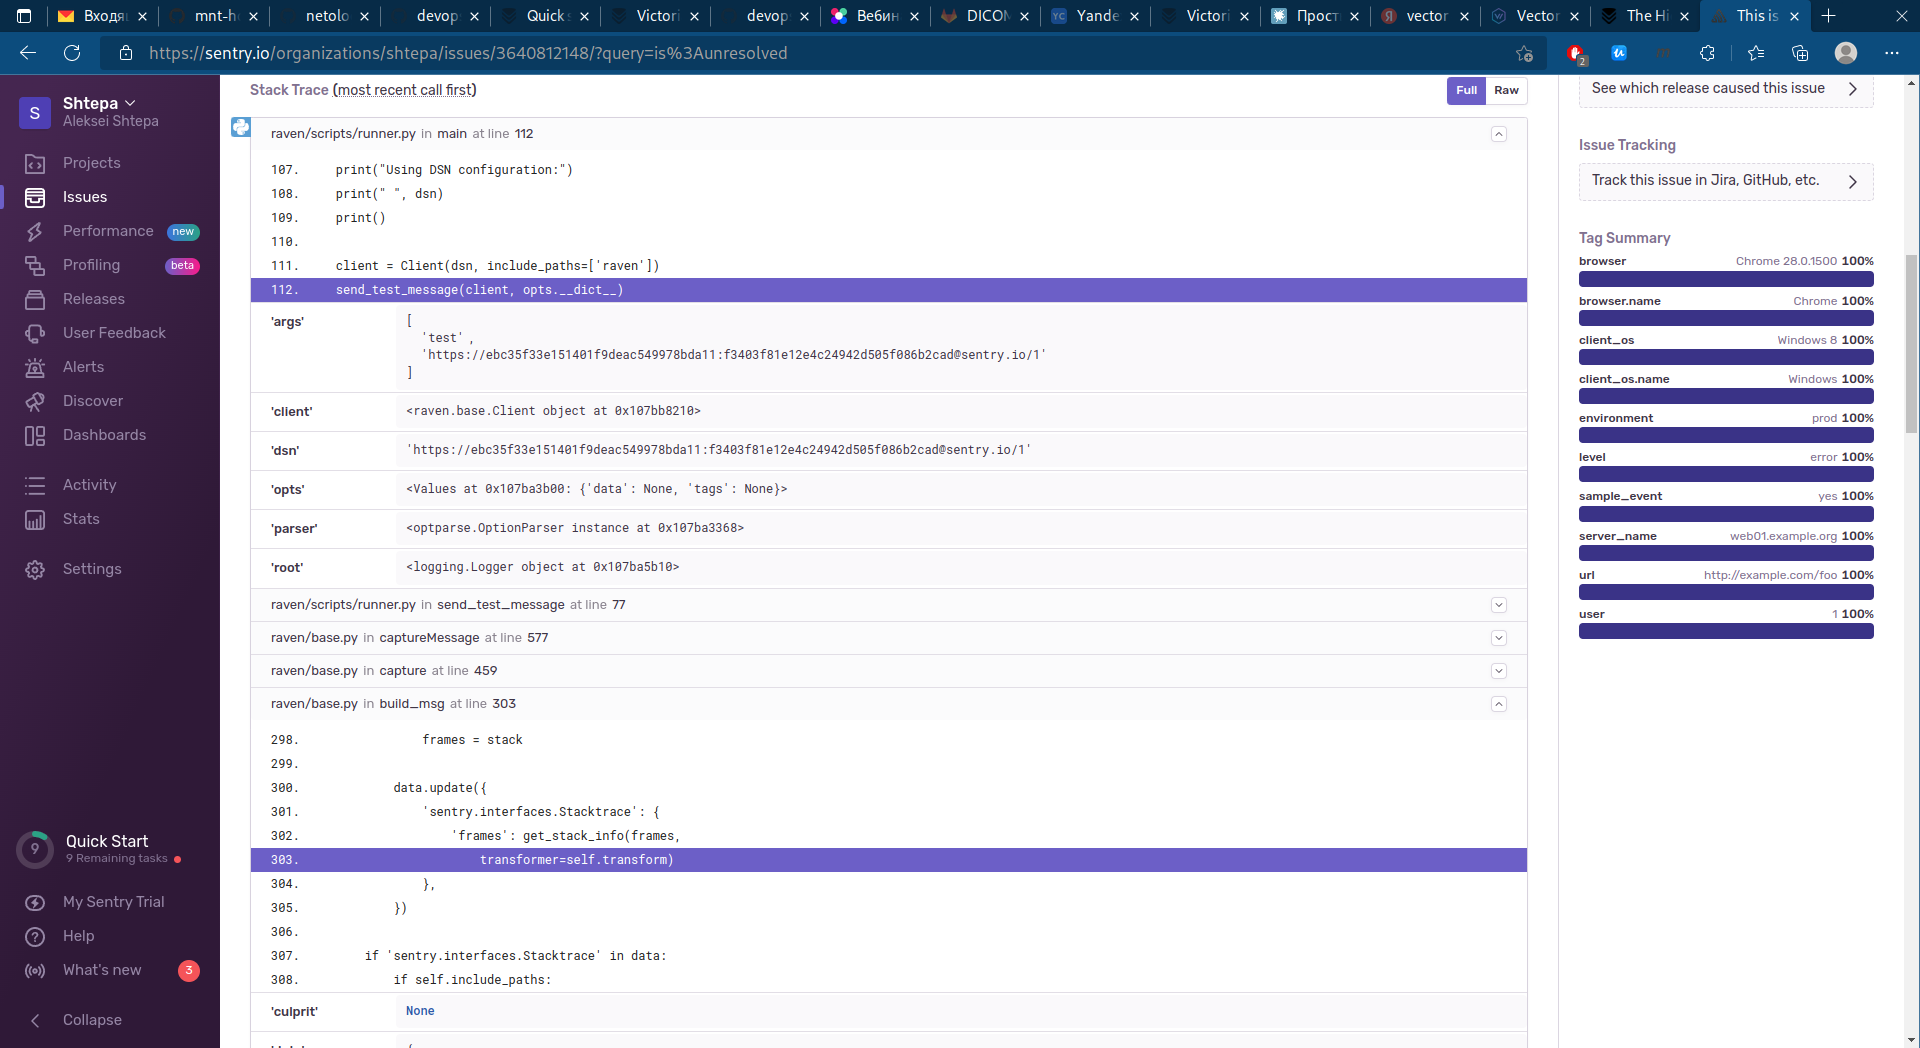 Входя
mnt-h
netolo
devop
Quick
Victori
devop
Вебин
DICO
Yande
Victori
Прост
vector
Vector
The Hi
This is
https://sentry.io/organizations/shtepa/issues/3640812148/?query=is%3Aunresolved
2
S
Shtepa
Aleksei Shtepa
Projects
Issues
Performance new
Profiling beta
Releases
User Feedback
Alerts
Discover
Dashboards
Activity
Stats
Settings
9
Quick Start
9 Remaining tasks
My Sentry Trial
Help
What's new 3
Collapse
Stack Trace (most recent call first)
Full Raw
raven/scripts/runner.py in main at line 112
107. print("Using DSN configuration:")
108. print(" ", dsn)
109. print()
110.
111. client = Client(dsn, include_paths=['raven'])
112. send_test_message(client, opts.__dict__)
'args' [
'test',
'https://ebc35f33e151401f9deac549978bda11:f3403f81e12e4c24942d505f086b2cad@sentry.io/1'
]
'client' <raven.base.Client object at 0x107bb8210>
'dsn' 'https://ebc35f33e151401f9deac549978bda11:f3403f81e12e4c24942d505f086b2cad@sentry.io/1'
'opts' <Values at 0x107ba3b00: {'data': None, 'tags': None}>
'parser' <optparse.OptionParser instance at 0x107ba3368>
'root' <logging.Logger object at 0x107ba5b10>
raven/scripts/runner.py in send_test_message at line 77
raven/base.py in captureMessage at line 577
raven/base.py in capture at line 459
raven/base.py in build_msg at line 303
298. frames = stack
299.
300. data.update({
301. 'sentry.interfaces.Stacktrace': {
302. 'frames': get_stack_info(frames,
303. transformer=self.transform)
304. },
305. })
306.
307. if 'sentry.interfaces.Stacktrace' in data:
308. if self.include_paths:
'culprit' None
See which release caused this issue
Issue Tracking
Track this issue in Jira, GitHub, etc.
Tag Summary
browser Chrome 28.0.1500 100%
browser.name Chrome 100%
client_os Windows 8 100%
client_os.name Windows 100%
environment prod 100%
level error 100%
sample_event yes 100%
server_name web01.example.org 100%
url http://example.com/foo 100%
user 1 100%